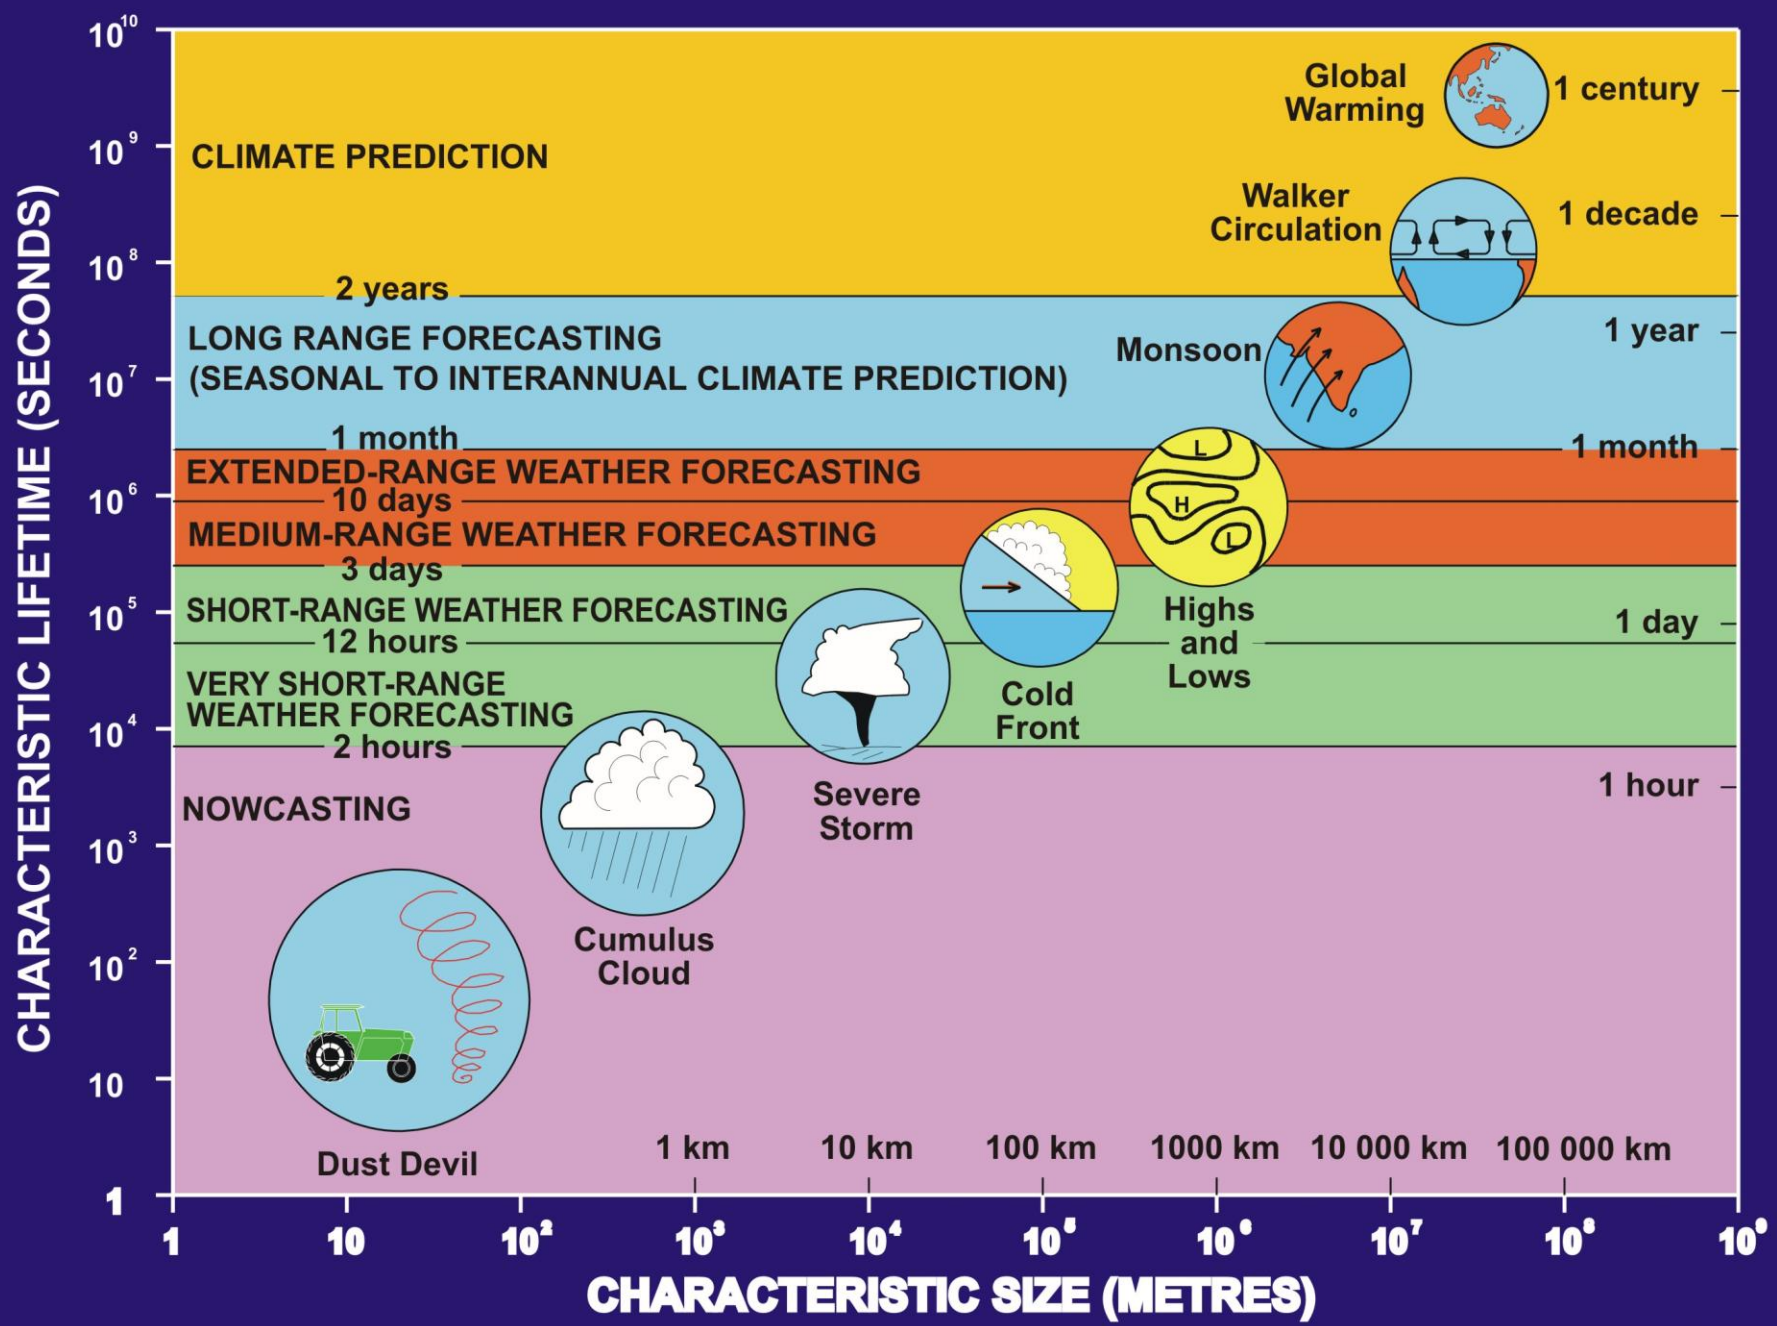 10¹⁰
10⁹
10⁸
10⁷
10⁶
10⁵
10⁴
10³
10²
10
1
CHARACTERISTIC LIFETIME (SECONDS)
Global
Warming
1 century
CLIMATE PREDICTION
Walker
Circulation
1 decade
2 years
LONG RANGE FORECASTING
(SEASONAL TO INTERANNUAL CLIMATE PREDICTION)
Monsoon
1 year
1 month
1 month
EXTENDED-RANGE WEATHER FORECASTING
10 days
L
H
L
MEDIUM-RANGE WEATHER FORECASTING
3 days
SHORT-RANGE WEATHER FORECASTING
12 hours
Highs
and
Lows
1 day
VERY SHORT-RANGE
WEATHER FORECASTING
2 hours
Cold
Front
NOWCASTING
Severe
Storm
1 hour
Cumulus
Cloud
Dust Devil
1 km
10 km
100 km
1000 km
10 000 km
100 000 km
1
10
10²
10³
10⁴
10⁵
10⁶
10⁷
10⁸
10⁹
CHARACTERISTIC SIZE (METRES)